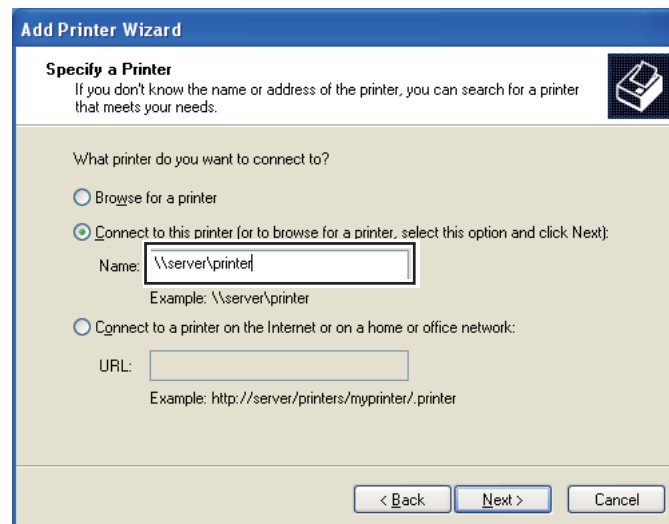 Add Printer Wizard
Specify a Printer
If you don't know the name or address of the printer, you can search for a printer
that meets your needs.
What printer do you want to connect to?
Browse for a printer
Connect to this printer (or to browse for a printer, select this option and click Next):
Name: \\server\printer
Example: \\server\printer
Connect to a printer on the Internet or on a home or office network:
URL:
Example: http://server/printers/myprinter/.printer
< Back Next > Cancel